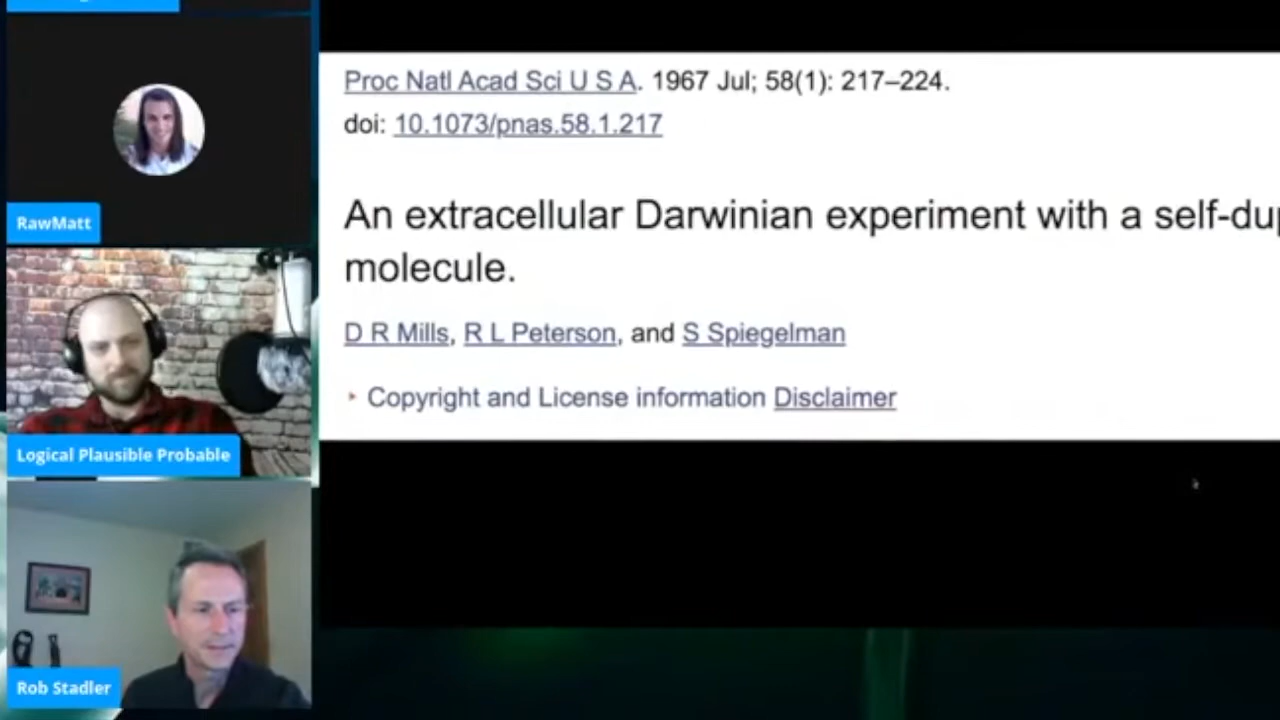 RawMatt
Logical Plausible Probable
Rob Stadler
Proc Natl Acad Sci U S A. 1967 Jul; 58(1): 217–224.
doi: 10.1073/pnas.58.1.217
An extracellular Darwinian experiment with a
molecule.
D R Mills, R L Peterson, and S Spiegelman
Copyright and License information Disclaimer